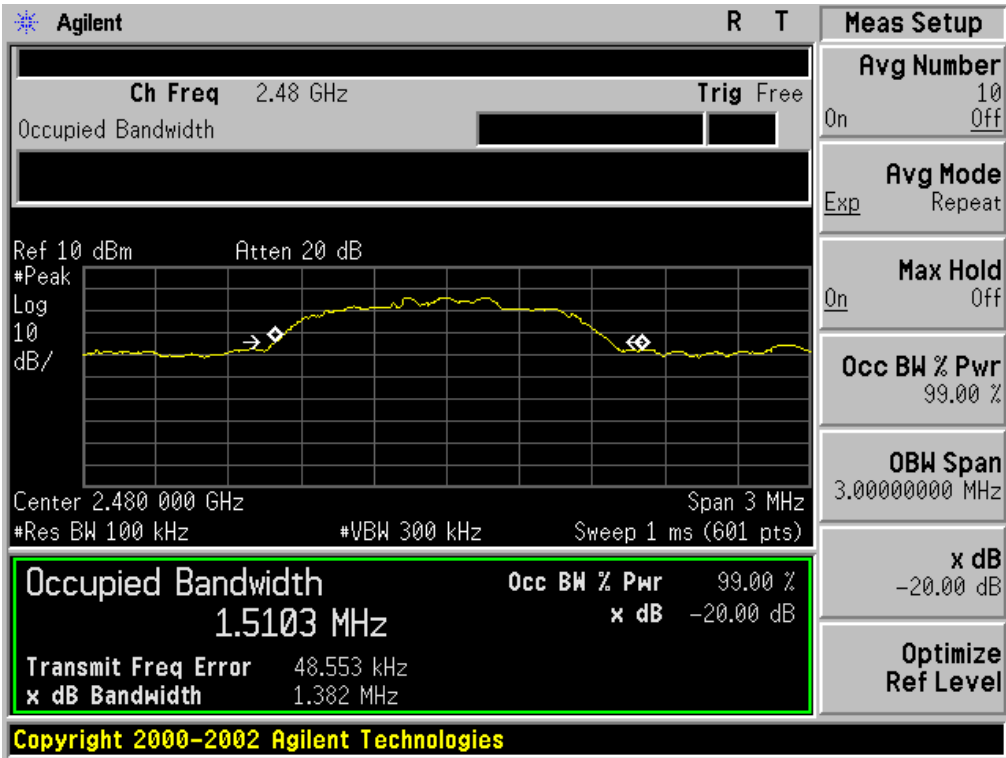 Agilent R T
Ch Freq 2.48 GHz Trig Free
Occupied Bandwidth
Ref 10 dBm Atten 20 dB
#Peak
Log
10
dB/
Center 2.480 000 GHz Span 3 MHz
#Res BW 100 kHz #VBW 300 kHz Sweep 1 ms (601 pts)
Occupied Bandwidth Occ BW % Pwr 99.00 %
1.5103 MHz x dB -20.00 dB
Transmit Freq Error 48.553 kHz
x dB Bandwidth 1.382 MHz
Copyright 2000-2002 Agilent Technologies
Meas Setup
Avg Number
10
On Off
Avg Mode
Exp Repeat
Max Hold
On Off
Occ BW % Pwr
99.00 %
OBW Span
3.00000000 MHz
x dB
-20.00 dB
Optimize
Ref Level